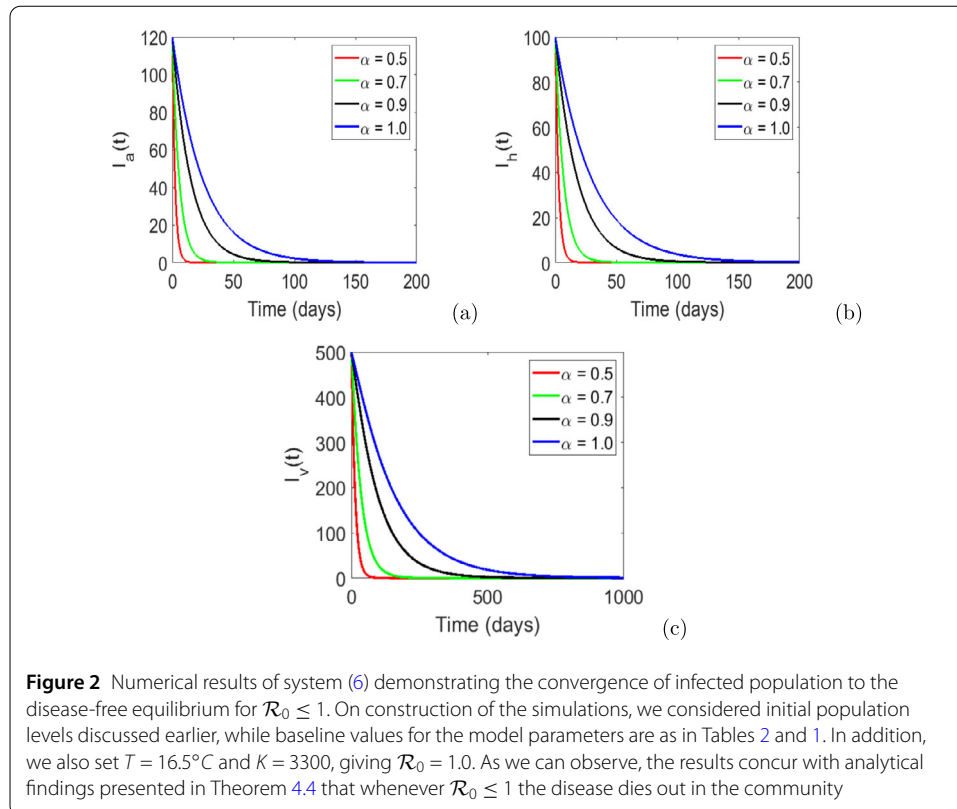 120
100
80
60
40
20
0
I_a(t)
α = 0.5
α = 0.7
α = 0.9
α = 1.0
0 50 100 150 200
Time (days)
(a)
100
80
60
40
20
0
I_h(t)
α = 0.5
α = 0.7
α = 0.9
α = 1.0
0 50 100 150 200
Time (days)
(b)
500
400
300
200
100
0
I_v(t)
α = 0.5
α = 0.7
α = 0.9
α = 1.0
0 500 1000
Time (days)
(c)
Figure 2 Numerical results of system (6) demonstrating the convergence of infected population to the
disease-free equilibrium for R₀ ≤ 1. On construction of the simulations, we considered initial population
levels discussed earlier, while baseline values for the model parameters are as in Tables 2 and 1. In addition,
we also set T = 16.5°C and K = 3300, giving R₀ = 1.0. As we can observe, the results concur with analytical
findings presented in Theorem 4.4 that whenever R₀ ≤ 1 the disease dies out in the community